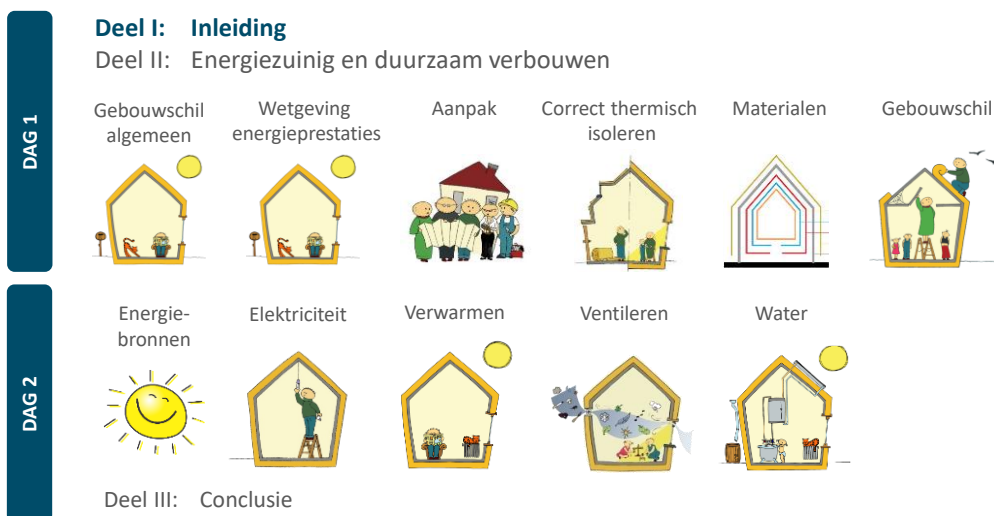 Deel I: Inleiding
Deel II: Energiezuinig en duurzaam verbouwen
DAG 1
Gebouwschil
algemeen
Wetgeving
energieprestaties
Aanpak
Correct thermisch
isoleren
Materialen
Gebouwschil
DAG 2
Energie-
bronnen
Elektriciteit
Verwarmen
Ventileren
Water
Deel III: Conclusie